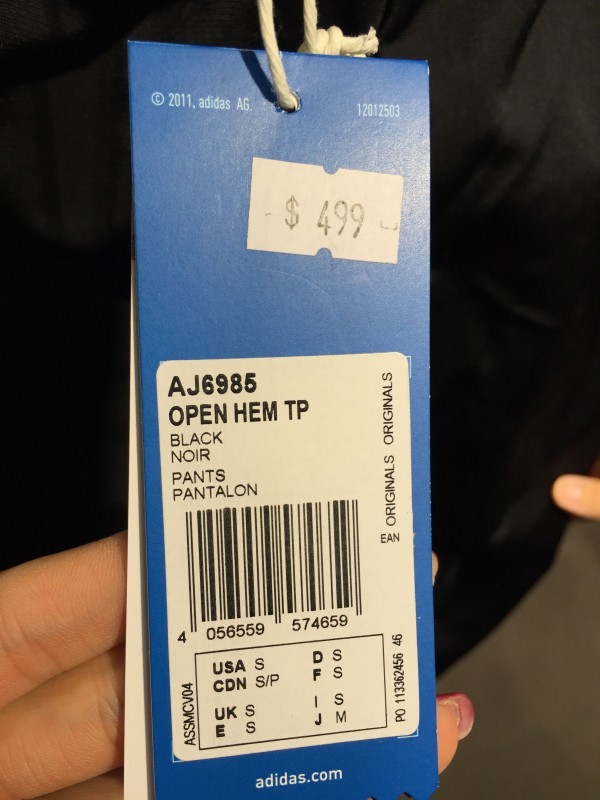 © 2011, adidas AG.
12012503
$ 499
AJ6985
OPEN HEM TP
BLACK
NOIR
PANTS
PANTALON
EAN ORIGINALS ORIGINALS
4 056559 574659
USA S D S
CDN S/P F S
UK S I S
E S J M
ASSMCV04
PO 113362456 46
adidas.com